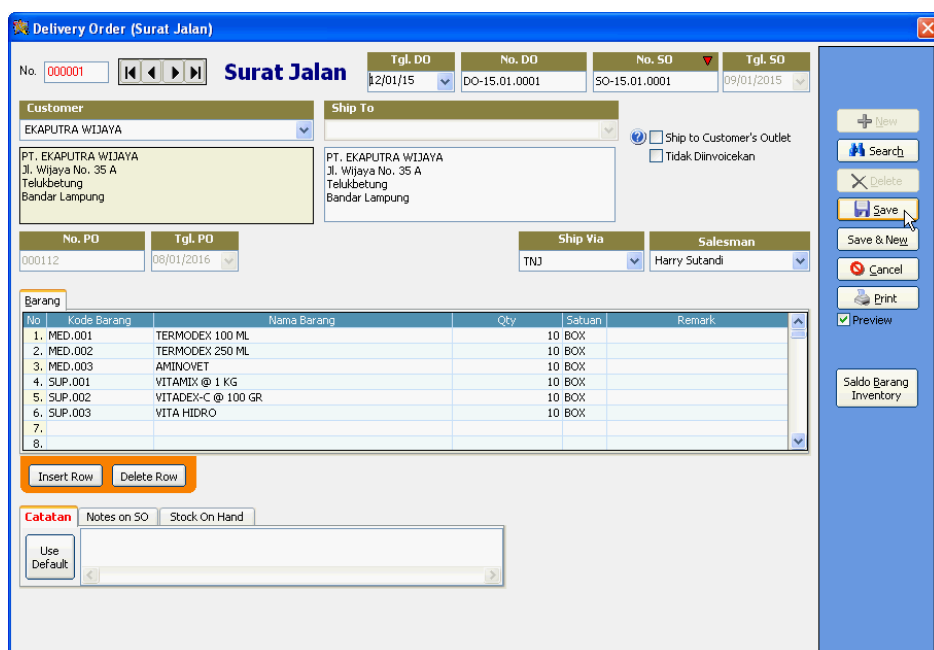 Delivery Order (Surat Jalan)
No. 000001
Surat Jalan
Tgl. DO No. DO No. SO Tgl. SO
12/01/15 DO-15.01.0001 SO-15.01.0001 09/01/2015
Customer Ship To
EKAPUTRA WIJAYA
Ship to Customer's Outlet
Tidak Diinvoicekan
PT. EKAPUTRA WIJAYA
Jl. Wijaya No. 35 A
Telukbetung
Bandar Lampung
PT. EKAPUTRA WIJAYA
Jl. Wijaya No. 35 A
Telukbetung
Bandar Lampung
No. PO Tgl. PO Ship Via Salesman
000112 08/01/2016 TNJ Harry Sutandi
Barang
No Kode Barang Nama Barang Qty Satuan Remark
1. MED.001 TERMODEX 100 ML 10 BOX
2. MED.002 TERMODEX 250 ML 10 BOX
3. MED.003 AMINOVET 10 BOX
4. SUP.001 VITAMIX @ 1 KG 10 BOX
5. SUP.002 VITADEX-C @ 100 GR 10 BOX
6. SUP.003 VITA HIDRO 10 BOX
7.
8.
Insert Row Delete Row
Catatan Notes on SO Stock On Hand
Use
Default
New
Search
Delete
Save
Save & New
Cancel
Print
Preview
Saldo Barang
Inventory